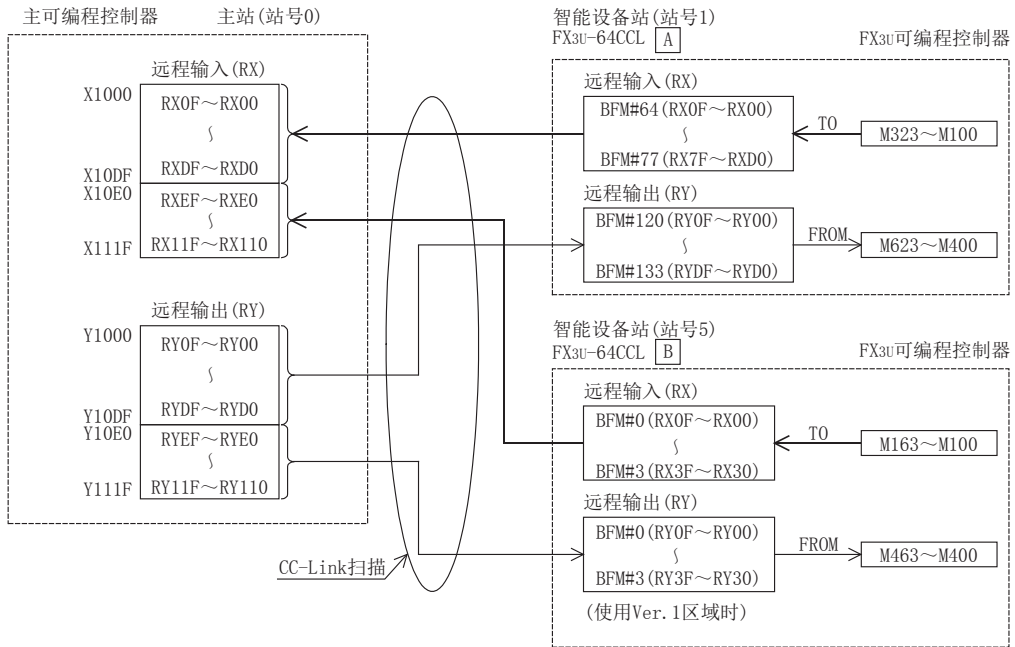 主可编程控制器 主站(站号0)
远程输入(RX)
X1000
RX0F～RX00
～
X10DF
RXDF～RXD0
X10E0
RXEF～RXE0
～
X111F
RX11F～RX110
远程输出(RY)
Y1000
RY0F～RY00
～
Y10DF
RYDF～RYD0
Y10E0
RYEF～RYE0
～
Y111F
RY11F～RY110
CC-Link扫描
智能设备站(站号1)
FX3U-64CCL A FX3U可编程控制器
远程输入(RX)
BFM#64(RX0F～RX00)
～
BFM#77(RX7F～RXD0)
TO
M323～M100
远程输出(RY)
BFM#120(RY0F～RY00)
～
BFM#133(RYDF～RYD0)
FROM
M623～M400
智能设备站(站号5)
FX3U-64CCL B FX3U可编程控制器
远程输入(RX)
BFM#0(RX0F～RX00)
～
BFM#3(RX3F～RX30)
TO
M163～M100
远程输出(RY)
BFM#0(RY0F～RY00)
～
BFM#3(RY3F～RY30)
FROM
M463～M400
(使用Ver.1区域时)